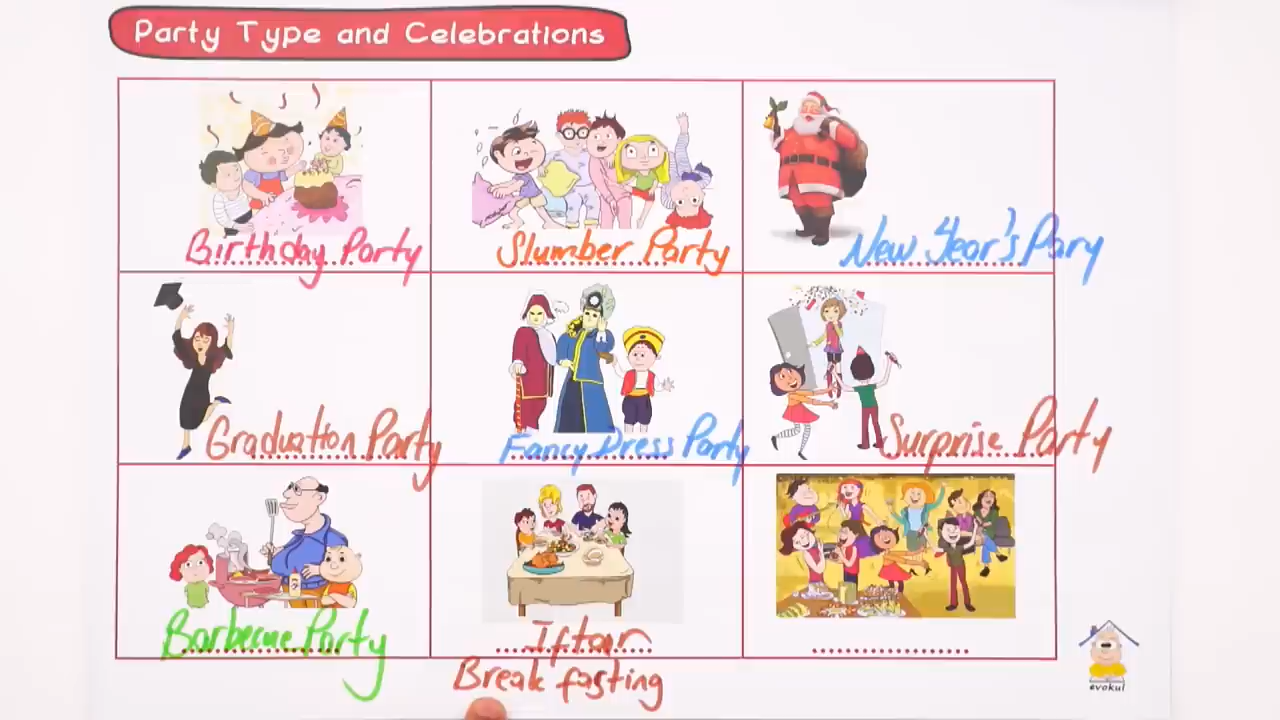 Party Type and Celebrations
Birthday Party
Slumber Party
New Year's Pary
Graduation Party
Fancy Dress Party
Surprise Party
Barbecue Party
Iftar
Break fasting
evokul